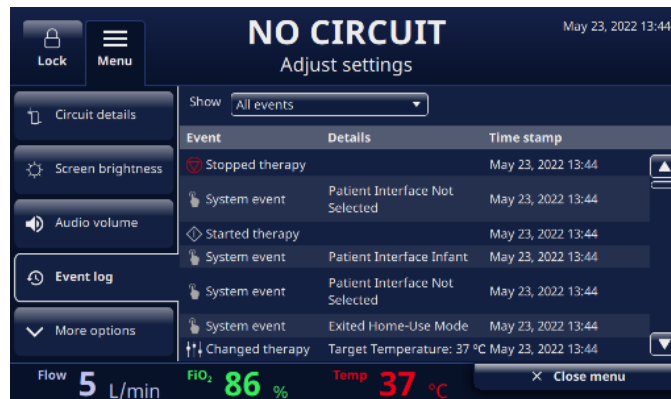 Lock
Menu
NO CIRCUIT
Adjust settings
May 23, 2022 13:44
Circuit details
Screen brightness
Audio volume
Event log
More options
Show All events
Event Details Time stamp
Stopped therapy May 23, 2022 13:44
System event Patient Interface Not
Selected May 23, 2022 13:44
Started therapy May 23, 2022 13:44
System event Patient Interface Infant May 23, 2022 13:44
System event Patient Interface Not
Selected May 23, 2022 13:44
System event Exited Home-Use Mode May 23, 2022 13:44
Changed therapy Target Temperature: 37 °C May 23, 2022 13:44
Flow 5 L/min
FiO₂ 86 %
Temp 37 °C
× Close menu